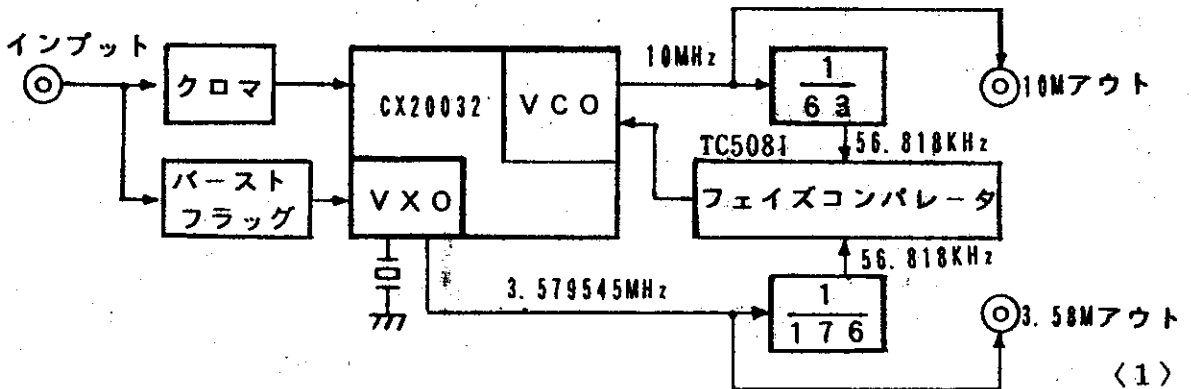 インプット
クロマ
バースト
フラッグ
CX20032
VCO
VXO
10MHz
1
63
10Mアウト
TC5081
56.818KHz
フェイズコンパレータ
56.818KHz
3.579545MHz
1
176
3.58Mアウト
〈1〉